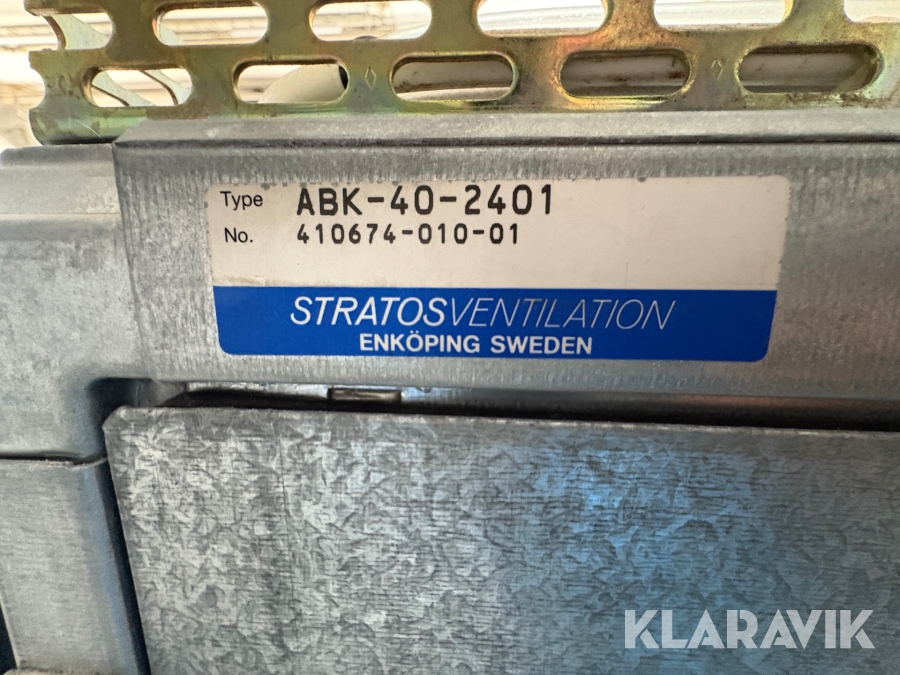 Type ABK-40-2401
No. 410674-010-01
STRATOSVENTILATION
ENKÖPING SWEDEN
KLARAVIK